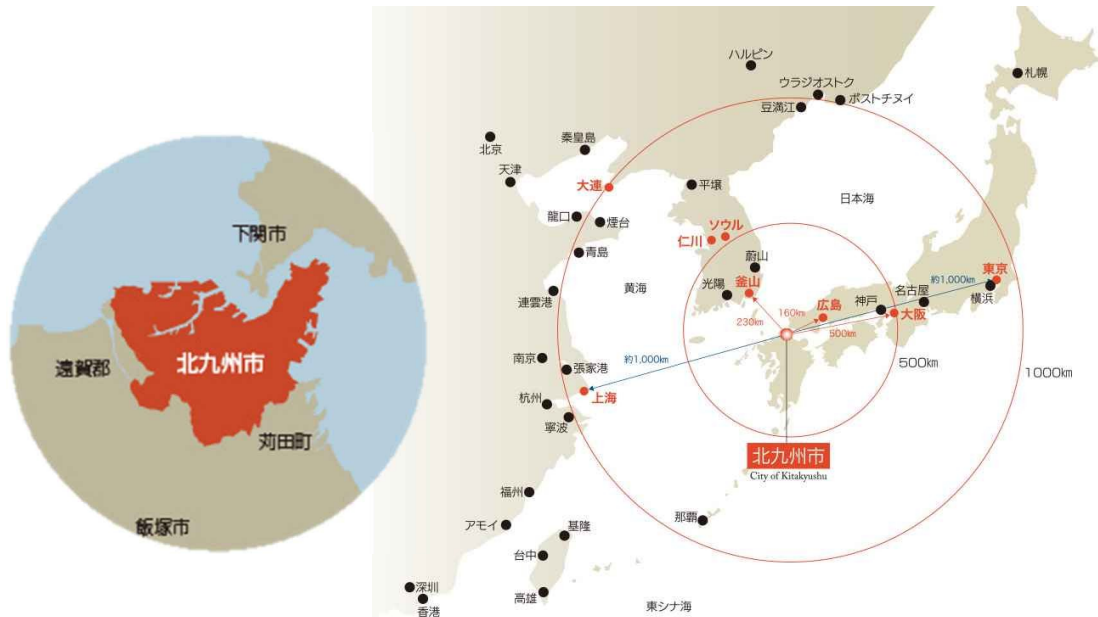 下関市
北九州市
遠賀郡
苅田町
飯塚市
ハルピン
札幌
ウラジオストク
ボストチヌイ
豆満江
北京
秦皇島
天津
大連
平壌
日本海
龍口
煙台
ソウル
仁川
青島
蔚山
東京
約1,000㎞
黄海
釜山
光陽
名古屋
横浜
連雲港
神戸
広島
160㎞
大阪
230㎞
500㎞
南京
約1,000㎞
500㎞
張家港
1000㎞
上海
杭州
寧波
北九州市
City of Kitakyushu
福州
那覇
アモイ
基隆
台中
深圳
高雄
香港
東シナ海